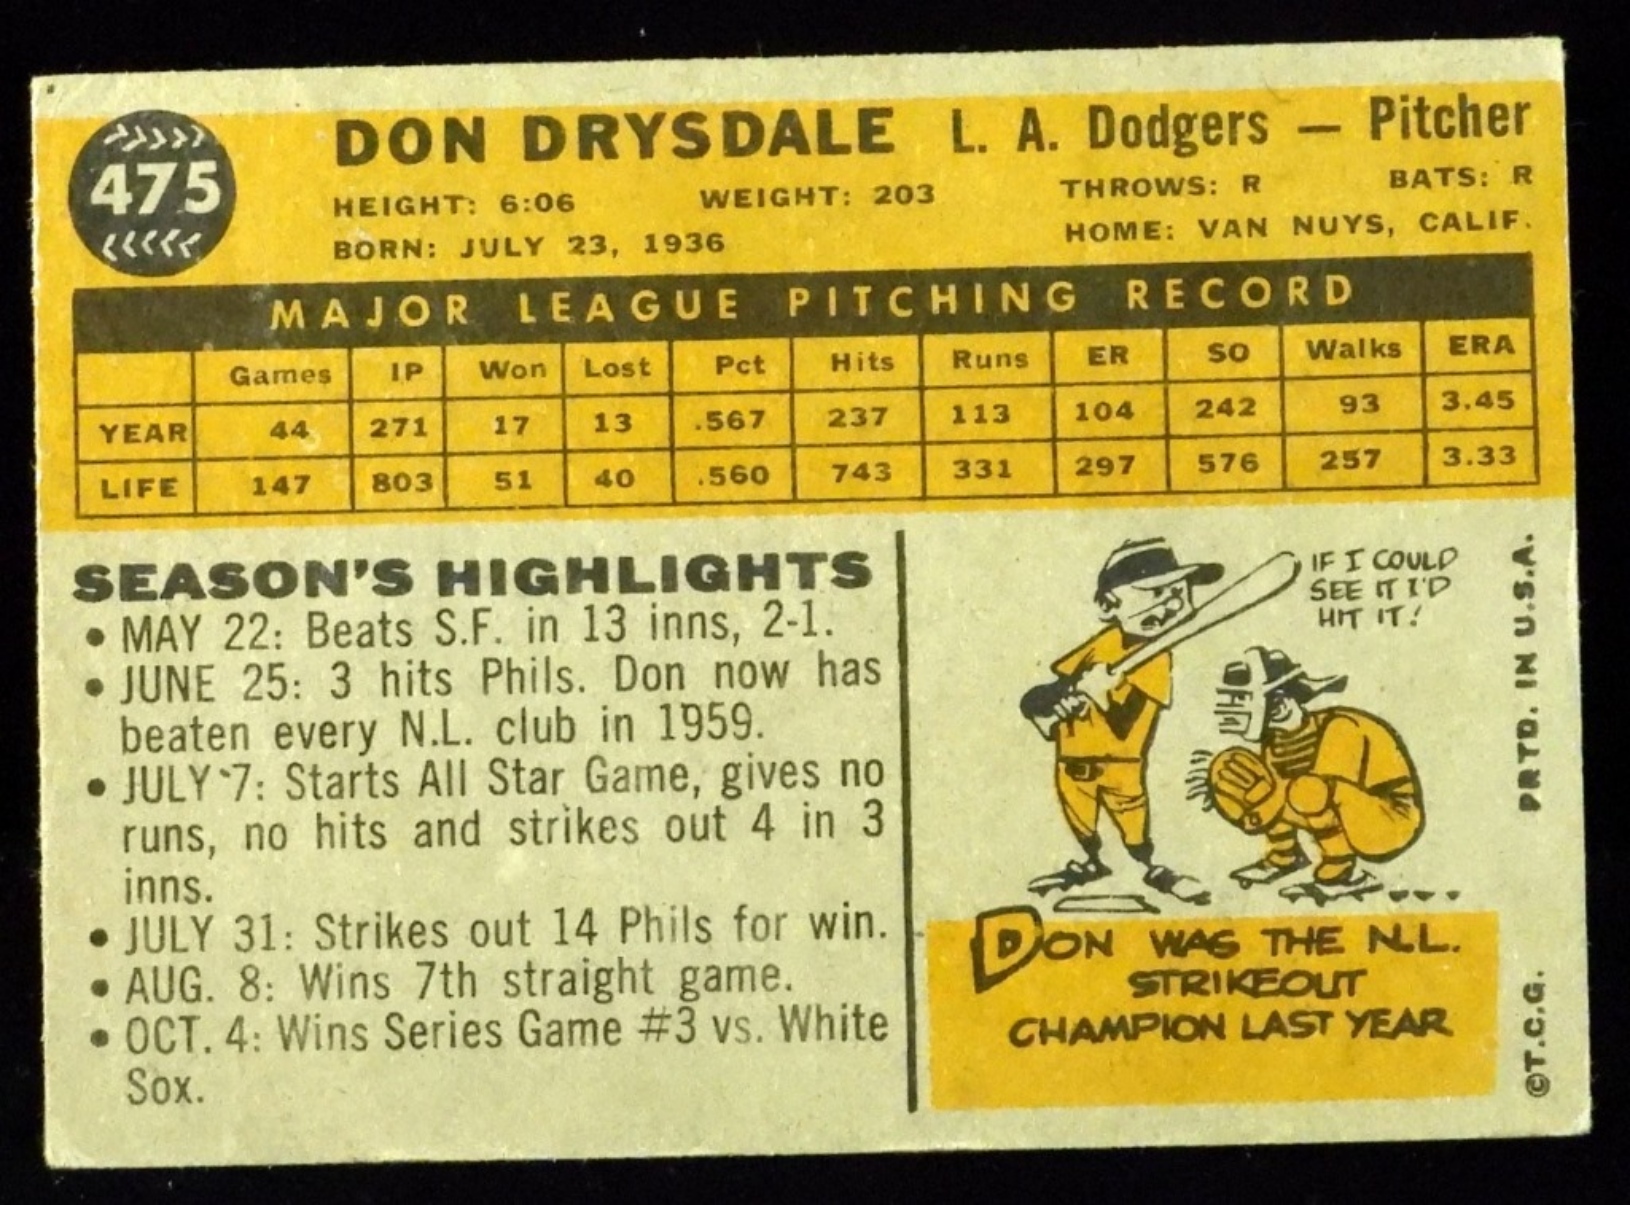 475
DON DRYSDALE L. A. Dodgers — Pitcher
HEIGHT: 6:06 WEIGHT: 203 THROWS: R BATS: R
BORN: JULY 23, 1936 HOME: VAN NUYS, CALIF.
MAJOR LEAGUE PITCHING RECORD
Games IP Won Lost Pct Hits Runs ER SO Walks ERA
YEAR 44 271 17 13 .567 237 113 104 242 93 3.45
LIFE 147 803 51 40 .560 743 331 297 576 257 3.33
SEASON'S HIGHLIGHTS
• MAY 22: Beats S.F. in 13 inns, 2-1.
• JUNE 25: 3 hits Phils. Don now has
beaten every N.L. club in 1959.
• JULY 7: Starts All Star Game, gives no
runs, no hits and strikes out 4 in 3
inns.
• JULY 31: Strikes out 14 Phils for win.
• AUG. 8: Wins 7th straight game.
• OCT. 4: Wins Series Game #3 vs. White
Sox.
IF I COULD
SEE IT I'D
HIT IT!
DON WAS THE N.L.
STRIKEOUT
CHAMPION LAST YEAR
©T.C.G. PRTD. IN U.S.A.